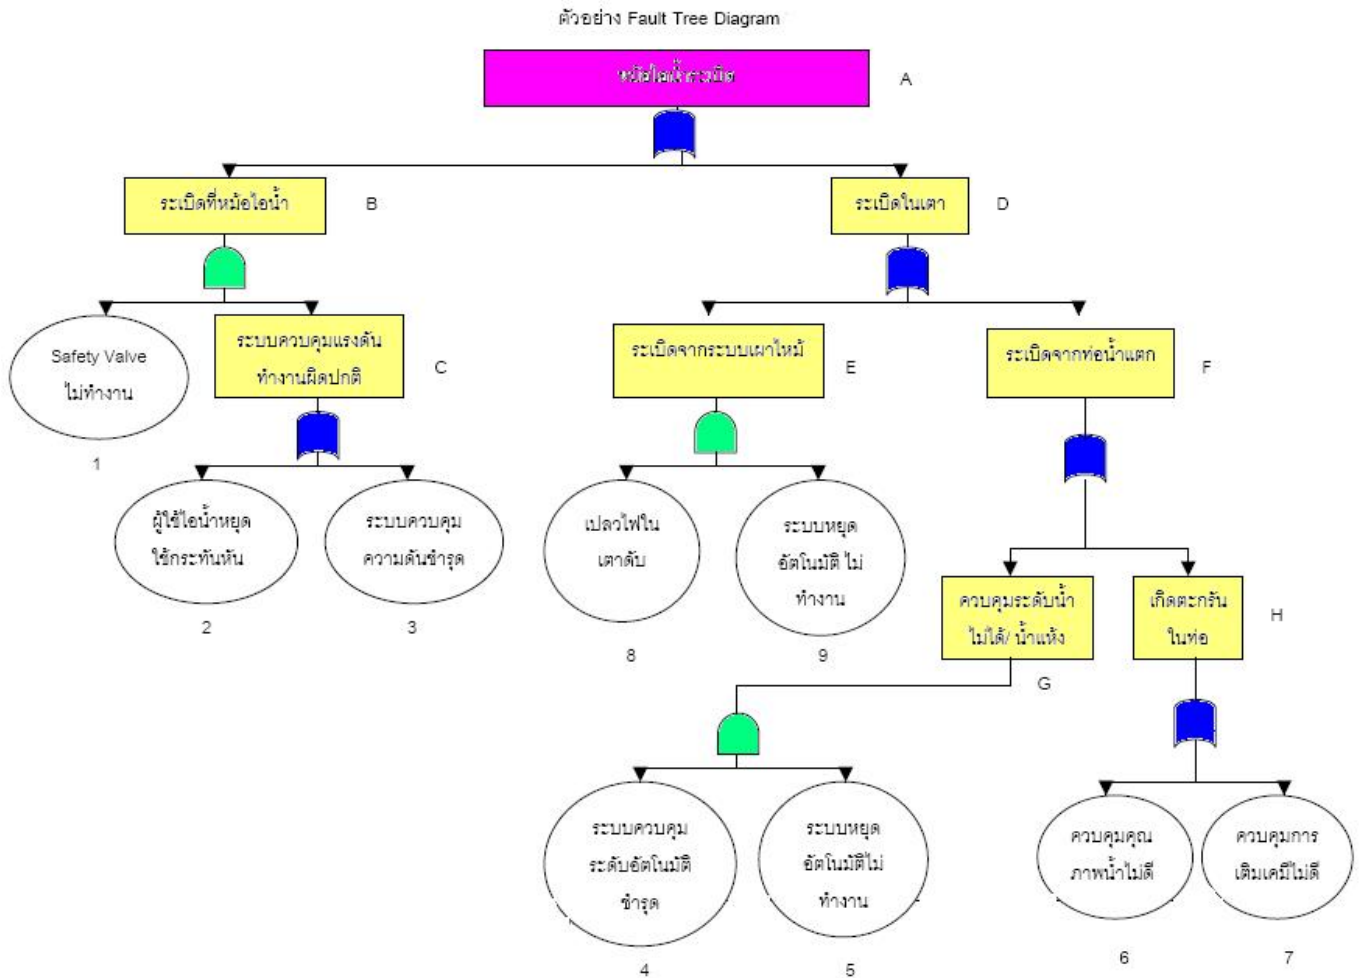 ตัวอย่าง Fault Tree Diagram
A
ระเบิดที่หม้อไอน้ำ
B
ระเบิดในเตา
D
Safety Valve
ไม่ทำงาน
1
ระบบควบคุมแรงดัน
ทำงานผิดปกติ
C
ระเบิดจากระบบเผาไหม้
E
ระเบิดจากท่อน้ำแตก
F
ผู้ใช้ไอน้ำหยุด
ใช้กระทันหัน
2
ระบบควบคุม
ความดันชำรุด
3
เปลวไฟใน
เตาดับ
8
ระบบหยุด
อัตโนมัติ ไม่
ทำงาน
9
ควบคุมระดับน้ำ
ไม่ได้/ น้ำแห้ง
G
เกิดตะกรัน
ในท่อ
H
ระบบควบคุม
ระดับอัตโนมัติ
ชำรุด
4
ระบบหยุด
อัตโนมัติไม่
ทำงาน
5
ควบคุมคุณ
ภาพน้ำไม่ดี
6
ควบคุมการ
เติมเคมีไม่ดี
7